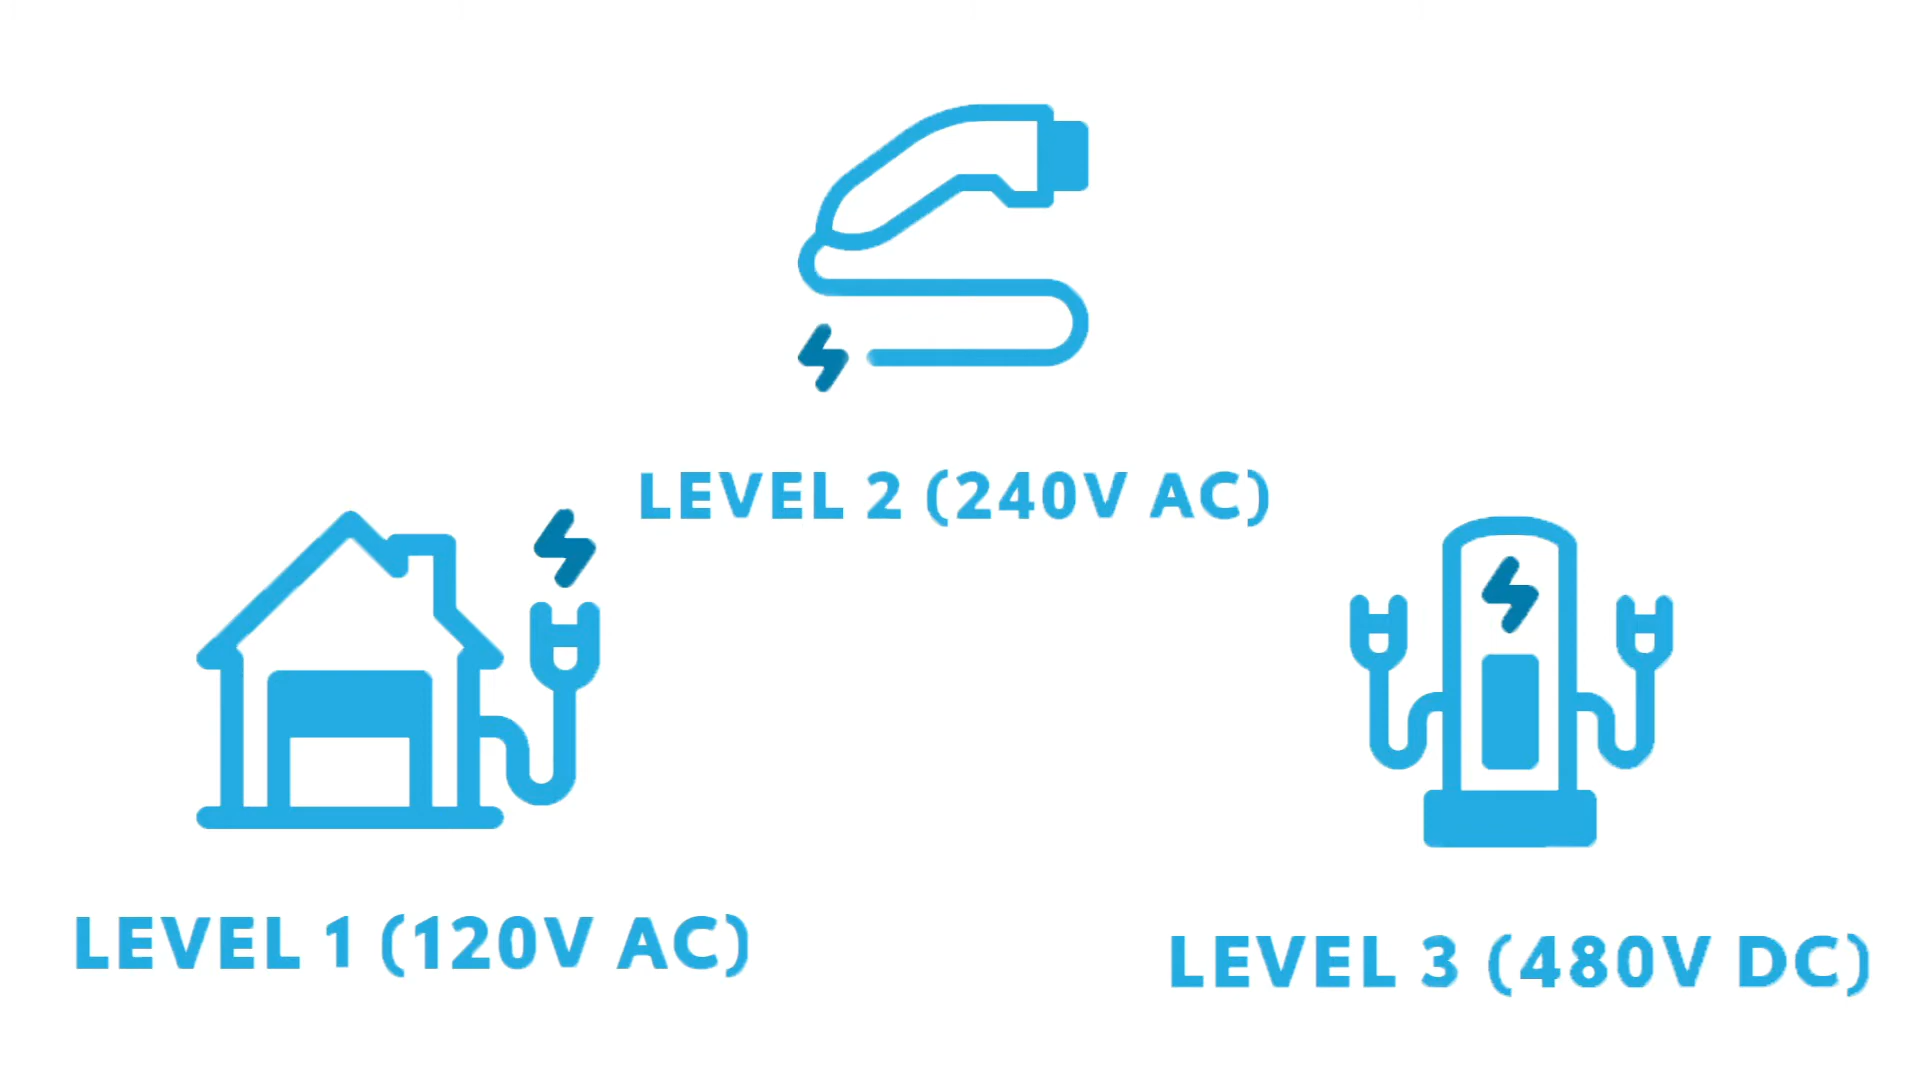 LEVEL 2 (240V AC)
LEVEL 1 (120V AC)
LEVEL 3 (480V DC)